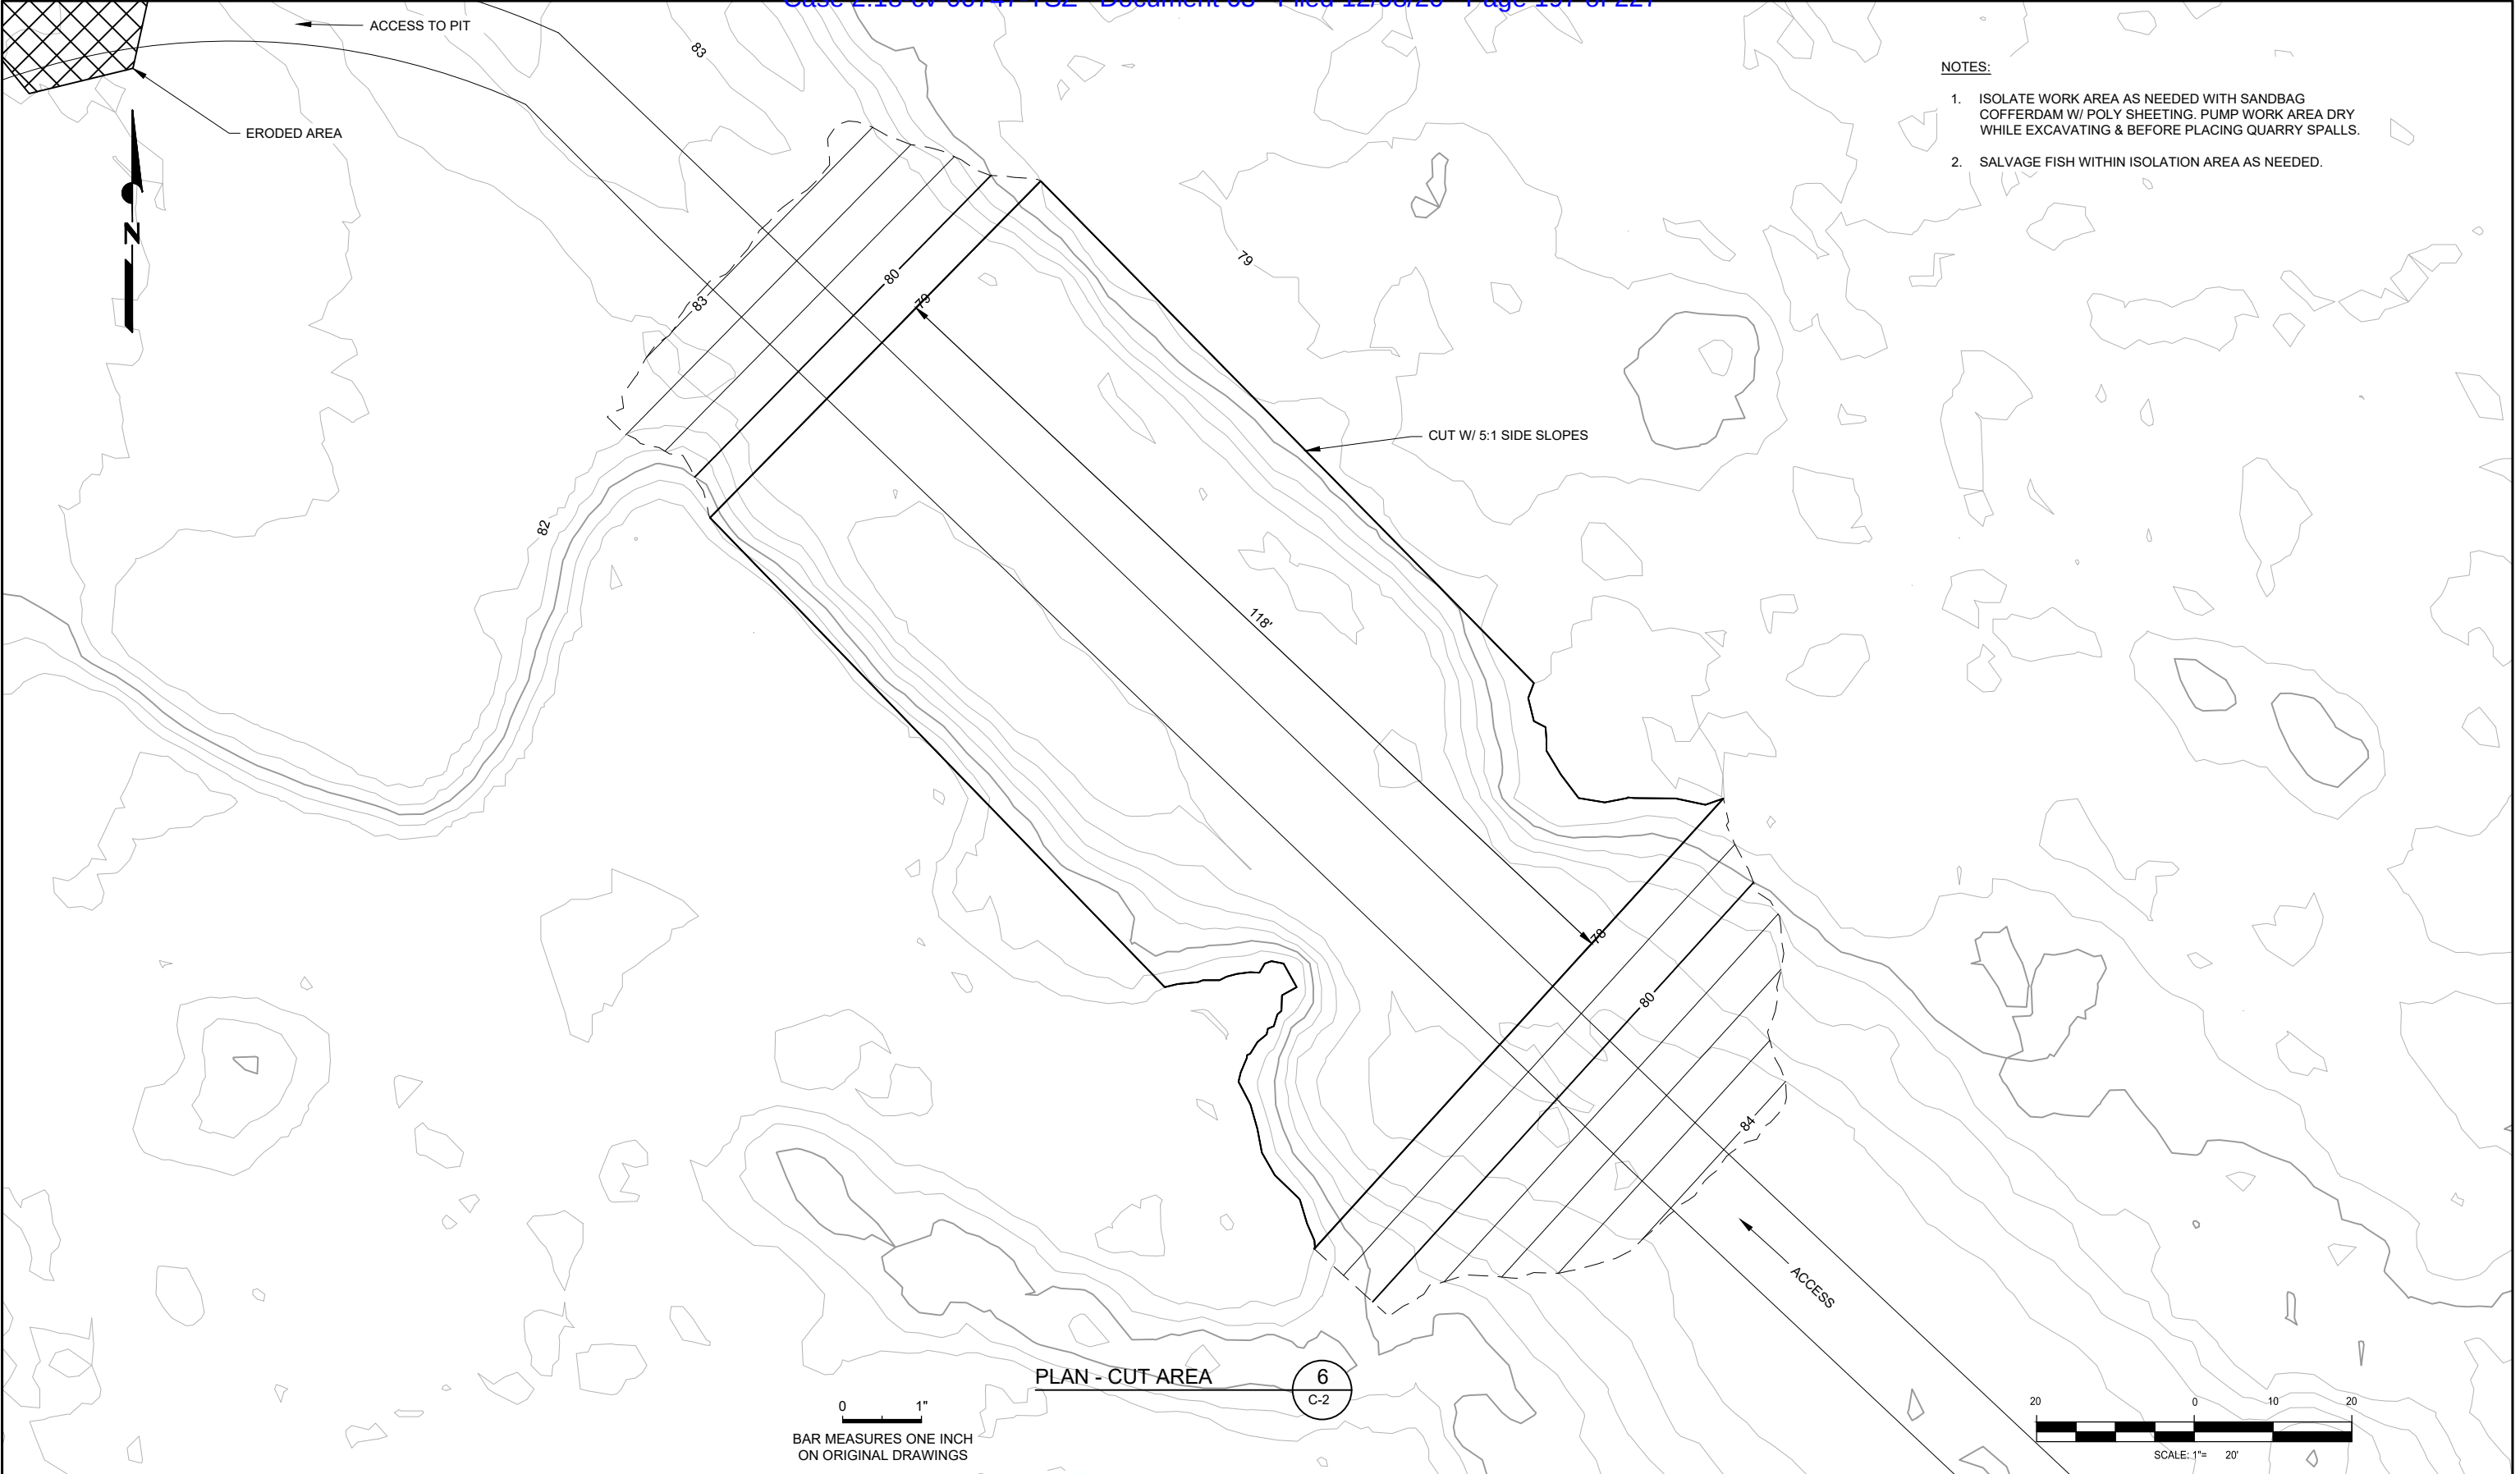 ACCESS TO PIT
83
NOTES:
1. ISOLATE WORK AREA AS NEEDED WITH SANDBAG
COFFERDAM W/ POLY SHEETING. PUMP WORK AREA DRY
WHILE EXCAVATING & BEFORE PLACING QUARRY SPALLS.
ERODED AREA
2. SALVAGE FISH WITHIN ISOLATION AREA AS NEEDED.
N
79
80
79
83
CUT W/ 5:1 SIDE SLOPES
82
118'
78
80
84
ACCESS
PLAN - CUT AREA
6
C-2
0 1"
BAR MEASURES ONE INCH
ON ORIGINAL DRAWINGS
20 0 10 20
SCALE: 1"= 20'